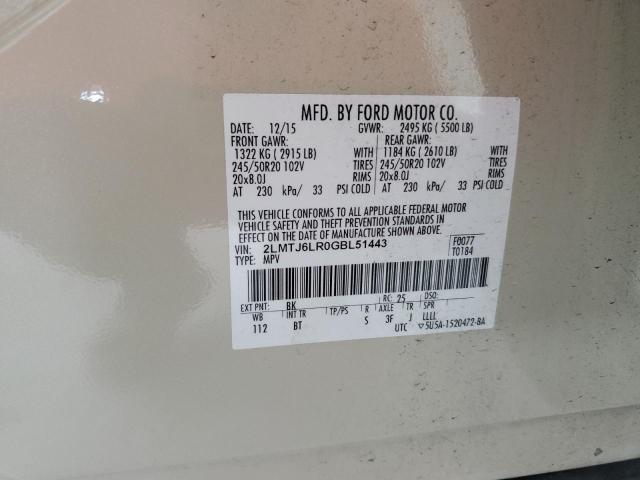 MFD. BY FORD MOTOR CO.
DATE: 12/15 GVWR: 2495 KG ( 5500 LB)
FRONT GAWR: REAR GAWR:
1322 KG ( 2915 LB) WITH 1184 KG ( 2610 LB) WITH
245/50R20 102V TIRES 245/50R20 102V TIRES
20x8.0J RIMS 20x8.0J RIMS
AT 230 kPa/ 33 PSI COLD AT 230 kPa/ 33 PSI COLD
THIS VEHICLE CONFORMS TO ALL APPLICABLE FEDERAL MOTOR
VEHICLE SAFETY AND THEFT PREVENTION STANDARDS IN
EFFECT ON THE DATE OF MANUFACTURE SHOWN ABOVE.
VIN: 2LMTJ6LR0GBL51443 F0077
TYPE: MPV T0184
EXT PNT: BK RC: 25 DSO:
WB INT TR TP/PS R AXLE TR SPR
112 BT S 3F J LLLL
UTC ▽5U5A-1520472-BA